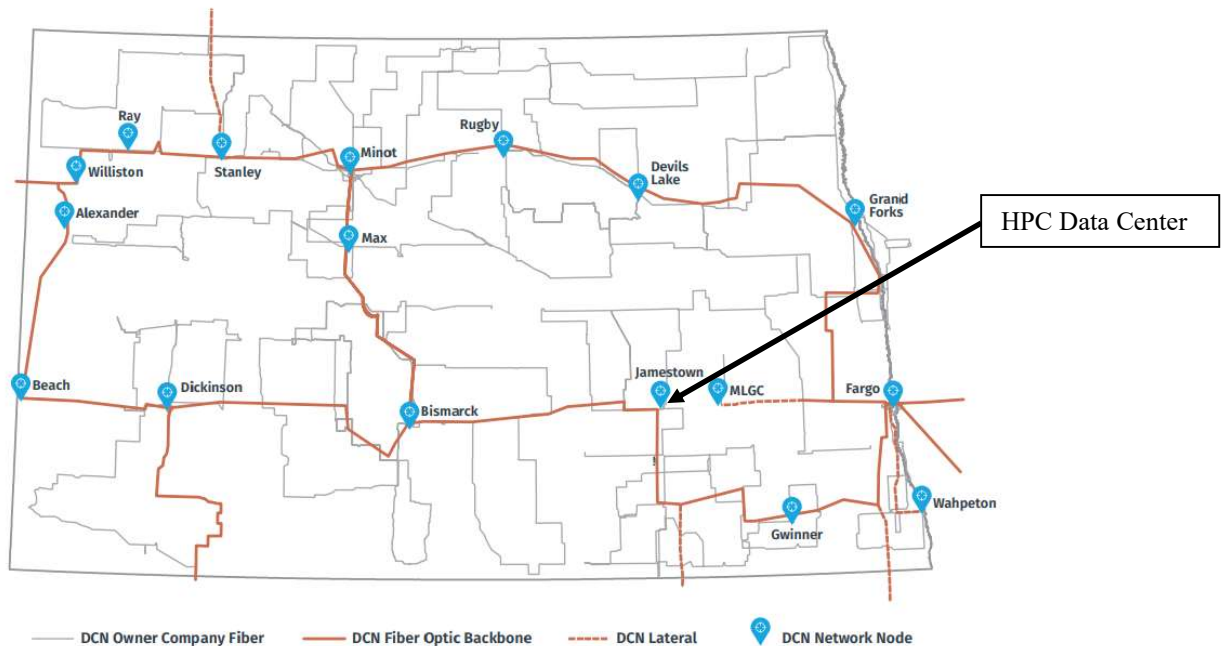 Ray
Rugby
Minot
Williston
Stanley
Devils
Lake
HPC Data Center
Alexander
Grand
Forks
Max
Jamestown
Beach
Dickinson
MLGC
Fargo
Bismarck
Wahpeton
Gwinner
DCN Owner Company Fiber
DCN Fiber Optic Backbone
DCN Lateral
DCN Network Node